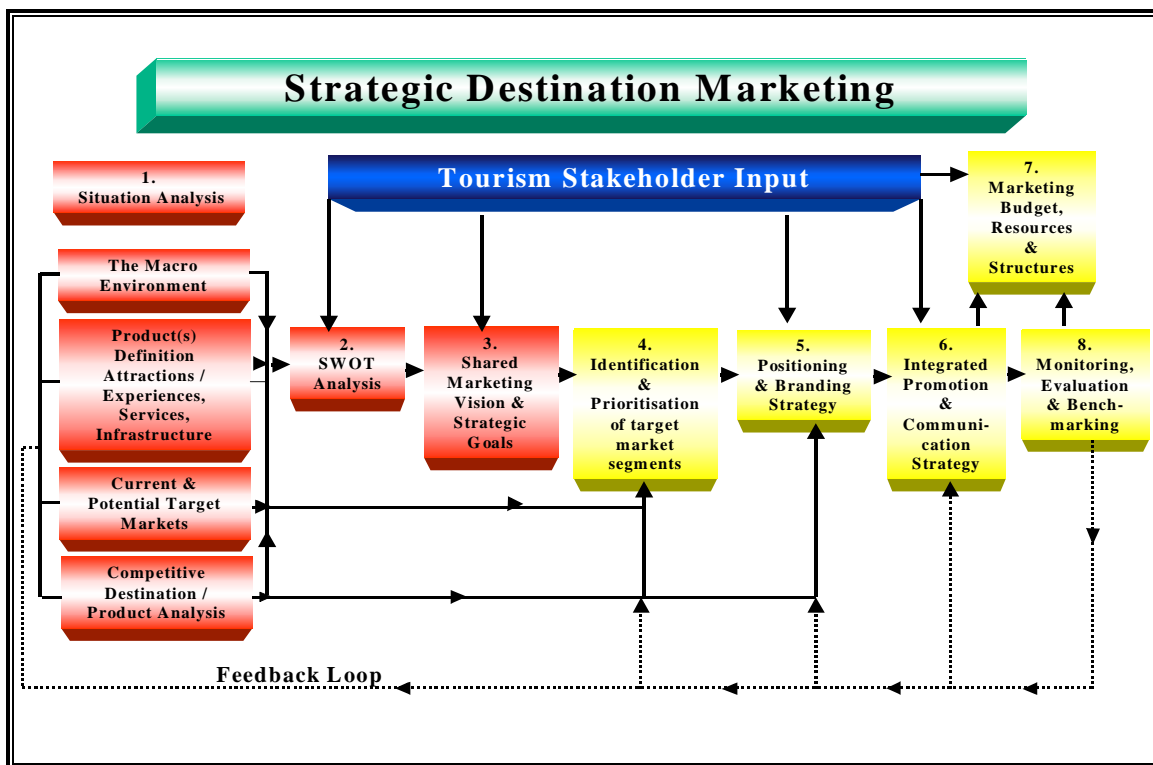 Strategic Destination Marketing
Tourism Stakeholder Input
1.
Situation Analysis
The Macro
Environment
Product(s)
Definition
Attractions /
Experiences,
Services,
Infrastructure
Current &
Potential Target
Markets
Competitive
Destination /
Product Analysis
2.
SWOT
Analysis
3.
Shared
Marketing
Vision &
Strategic
Goals
4.
Identification
&
Prioritisation
of target
market
segments
5.
Positioning
& Branding
Strategy
6.
Integrated
Promotion
&
Communi-
cation
Strategy
7.
Marketing
Budget,
Resources
&
Structures
8.
Monitoring,
Evaluation
& Bench-
marking
Feedback Loop